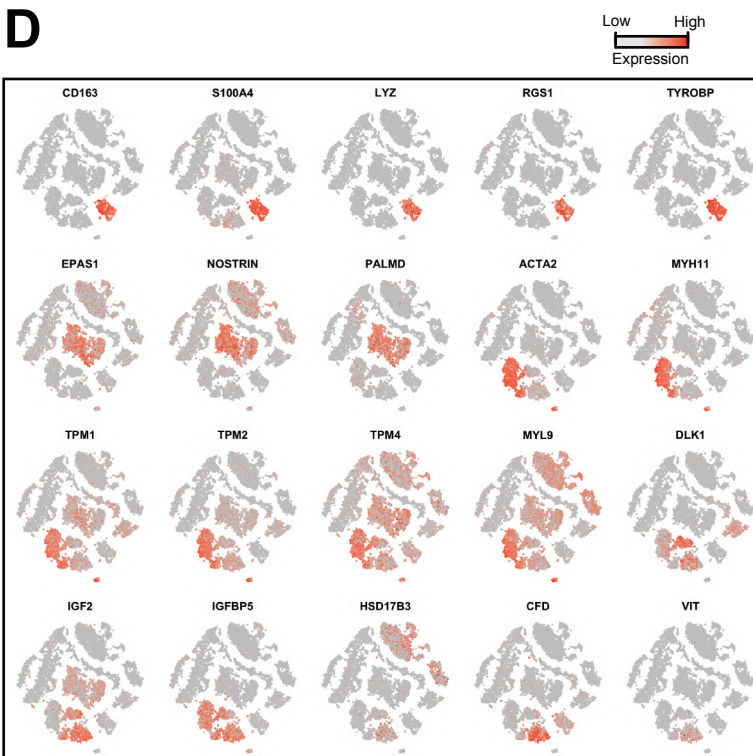 D
Low High
Expression
CD163 S100A4 LYZ RGS1 TYROBP
EPAS1 NOSTRIN PALMD ACTA2 MYH11
TPM1 TPM2 TPM4 MYL9 DLK1
IGF2 IGFBP5 HSD17B3 CFD VIT